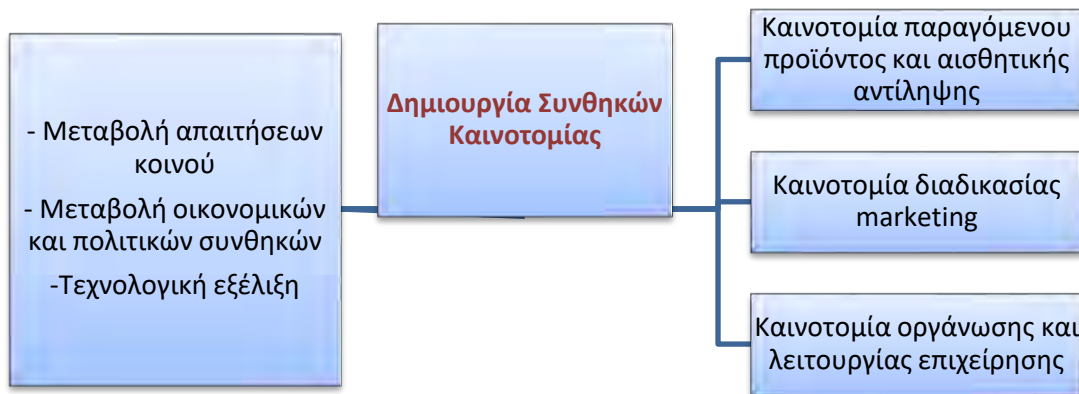 - Μεταβολή απαιτήσεων
κοινού
- Μεταβολή οικονομικών
και πολιτικών συνθηκών
-Τεχνολογική εξέλιξη
Δημιουργία Συνθηκών
Καινοτομίας
Καινοτομία παραγόμενου
προϊόντος και αισθητικής
αντίληψης
Καινοτομία διαδικασίας
marketing
Καινοτομία οργάνωσης και
λειτουργίας επιχείρησης